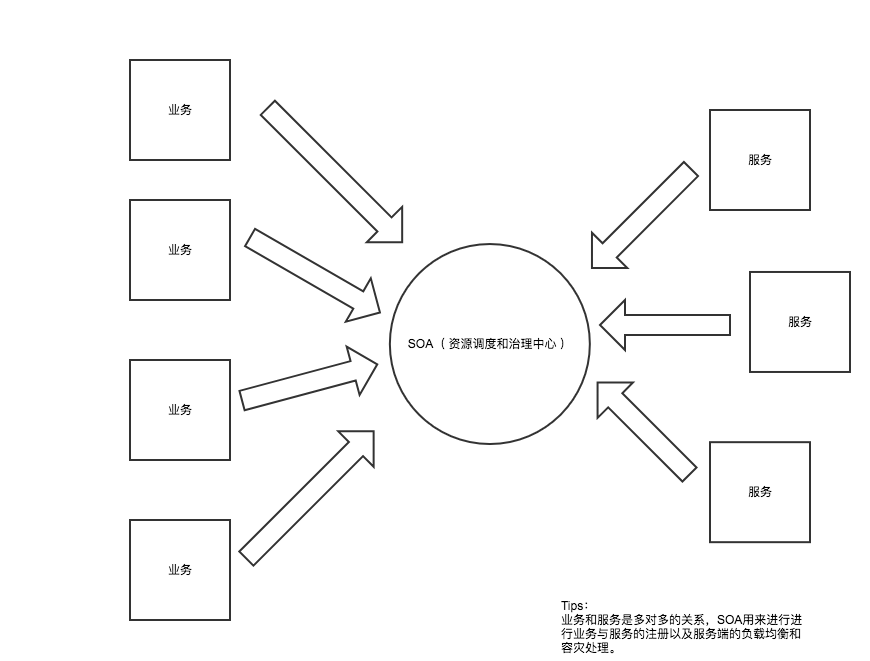 业务
业务
业务
业务
SOA（ 资源调度和治理中心 ）
服务
服务
服务
Tips：
业务和服务是多对多的关系，SOA用来进行进
行业务与服务的注册以及服务端的负载均衡和
容灾处理。